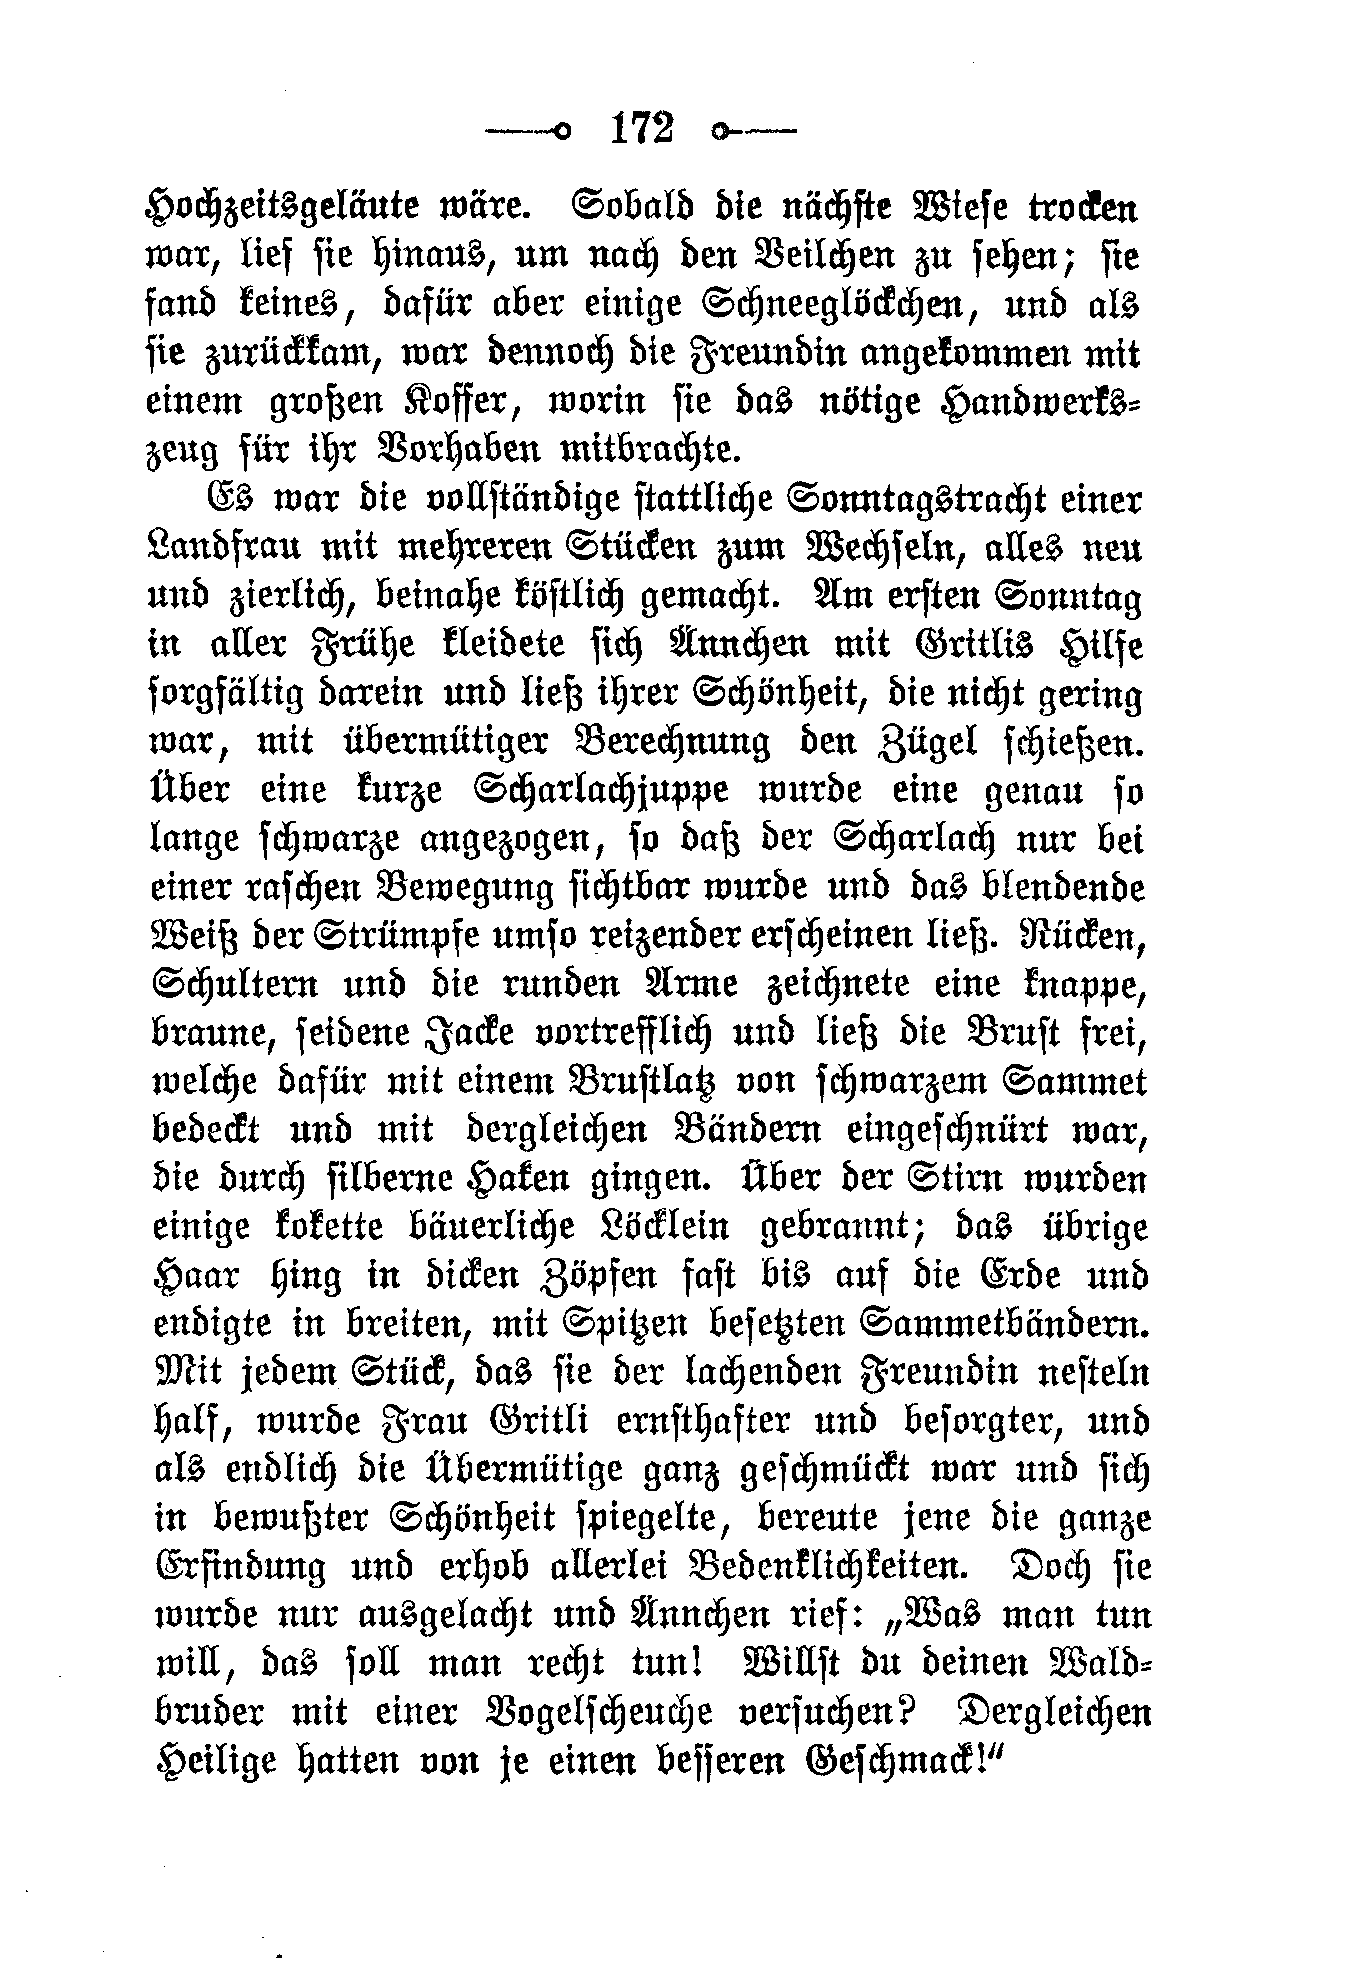 172
Hochzeitsgeläute wäre. Sobald die nächste Wiese trocken
war, lief sie hinaus, um nach den Veilchen zu sehen; sie
fand keines, dafür aber einige Schneeglöckchen, und als
sie zurückkam, war dennoch die Freundin angekommen mit
einem großen Koffer, worin sie das nötige Handwerks-
zeug für ihr Vorhaben mitbrachte.
Es war die vollständige stattliche Sonntagstracht einer
Landfrau mit mehreren Stücken zum Wechseln, alles neu
und zierlich, beinahe köstlich gemacht. Am ersten Sonntag
in aller Frühe kleidete sich Ännchen mit Gritlis Hilfe
sorgfältig darein und ließ ihrer Schönheit, die nicht gering
war, mit übermütiger Berechnung den Zügel schießen.
Über eine kurze Scharlachjuppe wurde eine genau so
lange schwarze angezogen, so daß der Scharlach nur bei
einer raschen Bewegung sichtbar wurde und das blendende
Weiß der Strümpfe umso reizender erscheinen ließ. Rücken,
Schultern und die runden Arme zeichnete eine knappe,
braune, seidene Jacke vortrefflich und ließ die Brust frei,
welche dafür mit einem Brustlatz von schwarzem Sammet
bedeckt und mit dergleichen Bändern eingeschnürt war,
die durch silberne Haken gingen. Über der Stirn wurden
einige kokette bäuerliche Löcklein gebrannt; das übrige
Haar hing in dicken Zöpfen fast bis auf die Erde und
endigte in breiten, mit Spitzen besetzten Sammetbändern.
Mit jedem Stück, das sie der lachenden Freundin nesteln
half, wurde Frau Gritli ernsthafter und besorgter, und
als endlich die Übermütige ganz geschmückt war und sich
in bewußter Schönheit spiegelte, bereute jene die ganze
Erfindung und erhob allerlei Bedenklichkeiten. Doch sie
wurde nur ausgelacht und Ännchen rief: „Was man tun
will, das soll man recht tun! Willst du deinen Wald-
bruder mit einer Vogelscheuche versuchen? Dergleichen
Heilige hatten von je einen besseren Geschmack!“